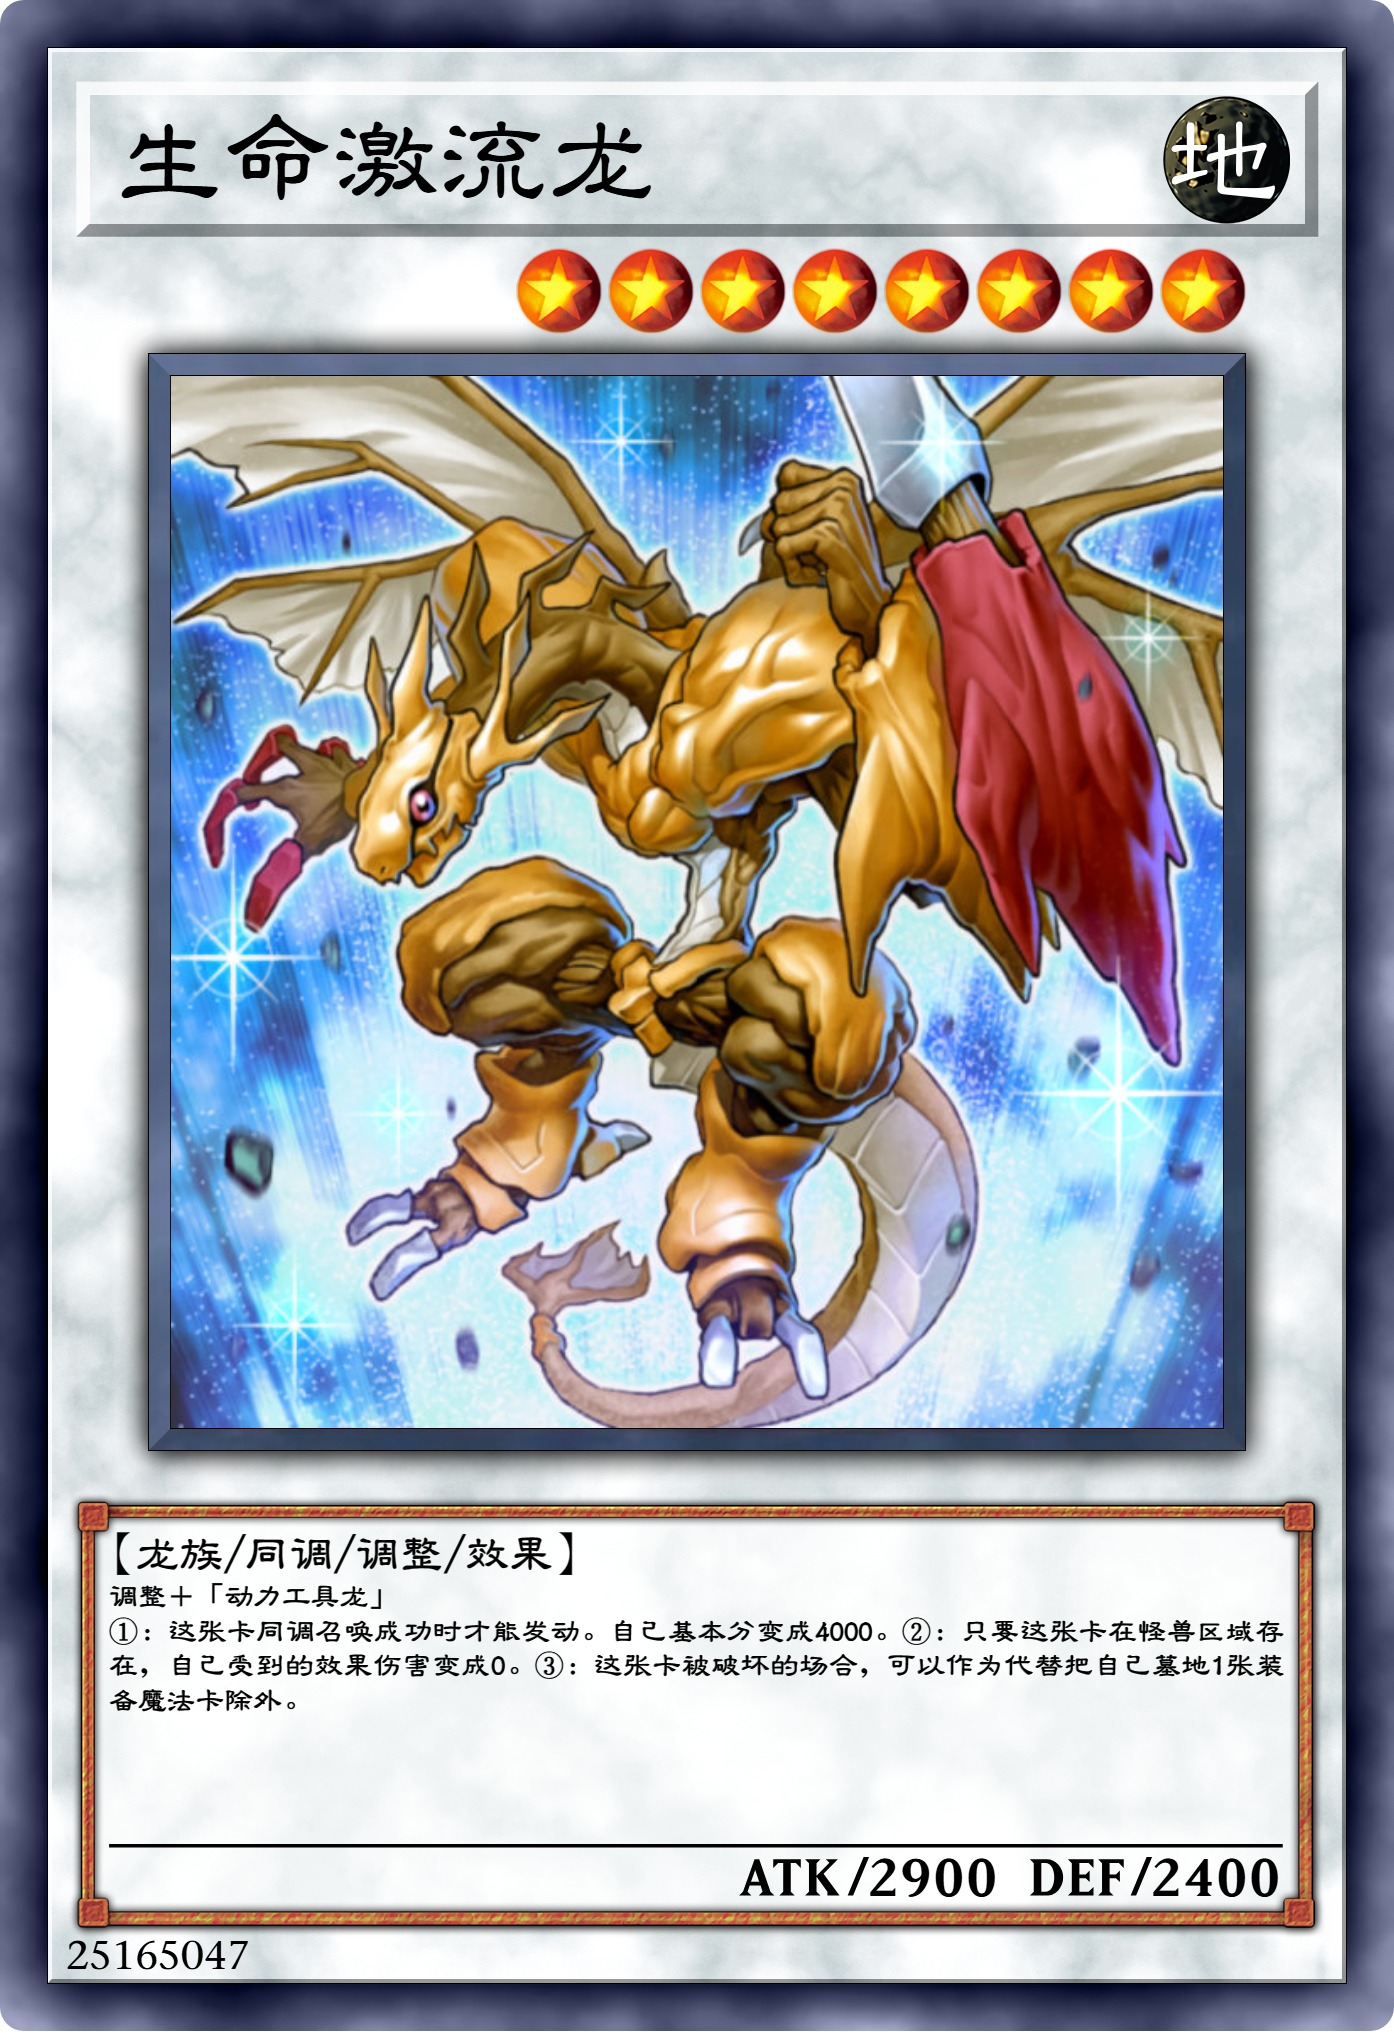 生命激流龙
地
【龙族/同调/调整/效果】
调整＋「动力工具龙」
①：这张卡同调召唤成功时才能发动。自己基本分变成4000。②：只要这张卡在怪兽区域存
在，自己受到的效果伤害变成0。③：这张卡被破坏的场合，可以作为代替把自己墓地1张装
备魔法卡除外。
ATK/2900 DEF/2400
25165047